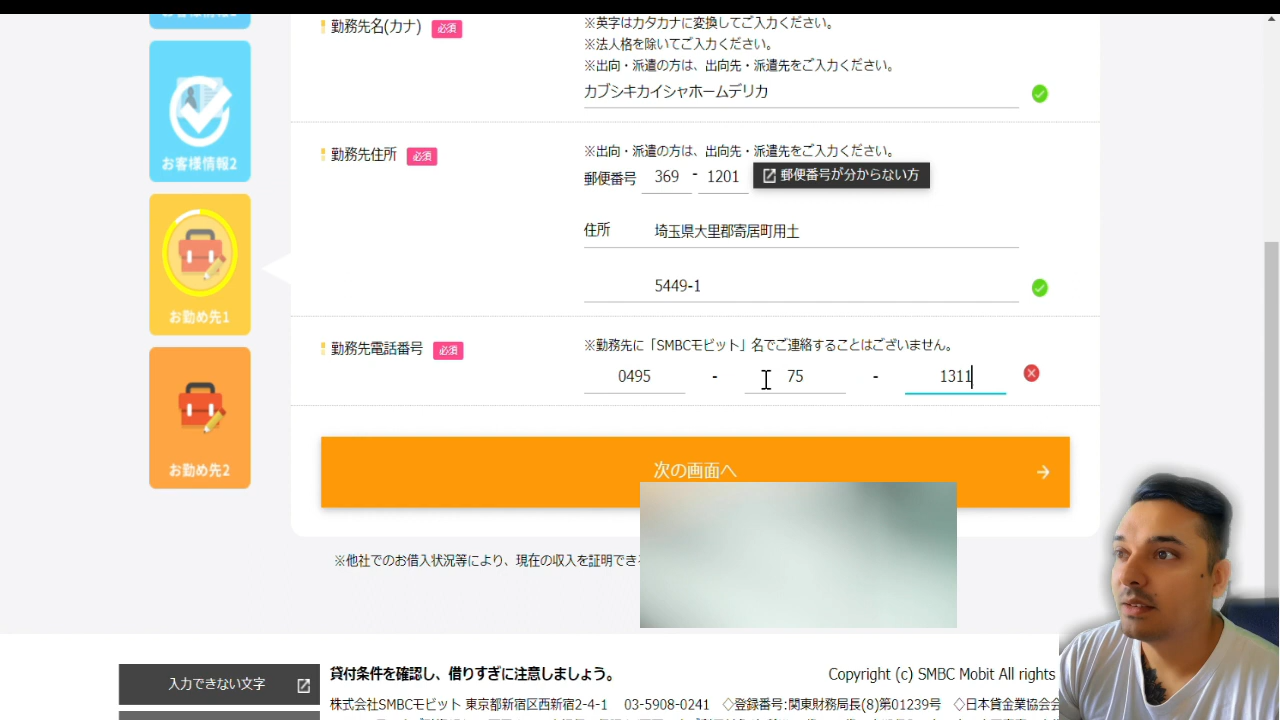 勤務先名(カナ) 必須
※英字はカタカナに変換してご入力ください。
※法人格を除いてご入力ください。
※出向・派遣の方は、出向先・派遣先をご入力ください。
カブシキカイシャホームデリカ
お客様情報2
勤務先住所 必須
※出向・派遣の方は、出向先・派遣先をご入力ください。
郵便番号 369 - 1201 郵便番号が分からない方
住所 埼玉県大里郡寄居町用土
5449-1
お勤め先1
勤務先電話番号 必須
※勤務先に「SMBCモビット」名でご連絡することはございません。
0495 - 75 - 1311
お勤め先2
次の画面へ
※他社でのお借入状況等により、現在の収入を証明でき
入力できない文字
貸付条件を確認し、借りすぎに注意しましょう。
Copyright (c) SMBC Mobit All rights
株式会社SMBCモビット 東京都新宿区西新宿2-4-1 03-5908-0241 ◇登録番号:関東財務局長(8)第01239号 ◇日本貸金業協会会